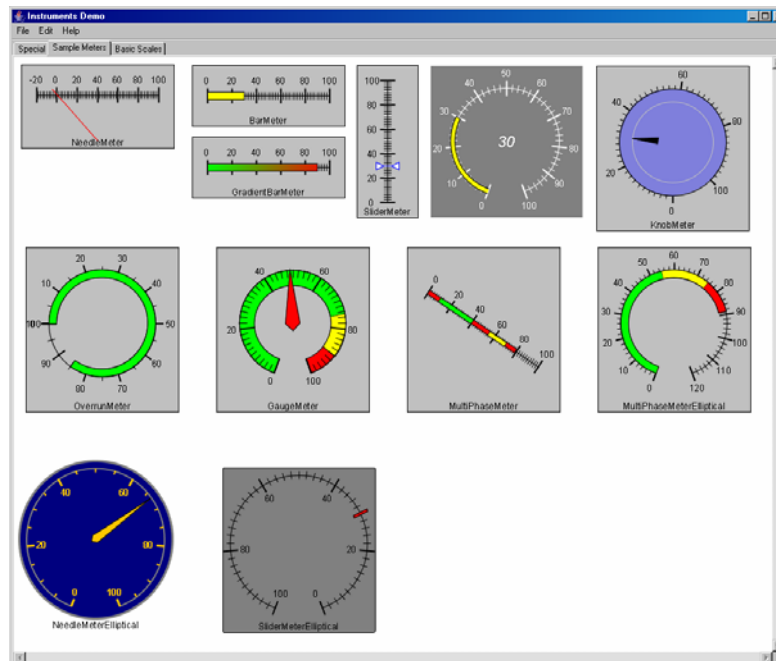 Instruments Demo
File Edit Help
Special Sample Meters Basic Scales
-20 0 20 40 60 80 100
NeedleMeter
0 20 40 60 80 100
BarMeter
0 20 40 60 80 100
GradientBarMeter
100
80
60
40
20
0
SliderMeter
0 10 20 30 40 50 60 70 80 90 100
30
0 20 40 60 80 100
KnobMeter
100 10 20 30 40 50 60 70 80 90
OverrunMeter
0 20 40 60 80 100
GaugeMeter
0 20 40 60 80 100
MultiPhaseMeter
0 10 20 30 40 50 60 70 80 90 100 110 120
MultiPhaseMeterElliptical
0 20 40 60 80 100
NeedleMeterElliptical
100 80 60 40 20 0
SliderMeterElliptical